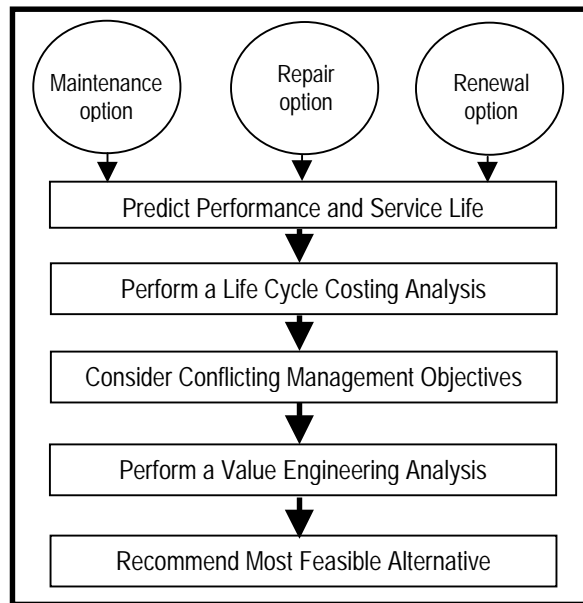 Maintenance
option
Repair
option
Renewal
option
Predict Performance and Service Life
Perform a Life Cycle Costing Analysis
Consider Conflicting Management Objectives
Perform a Value Engineering Analysis
Recommend Most Feasible Alternative